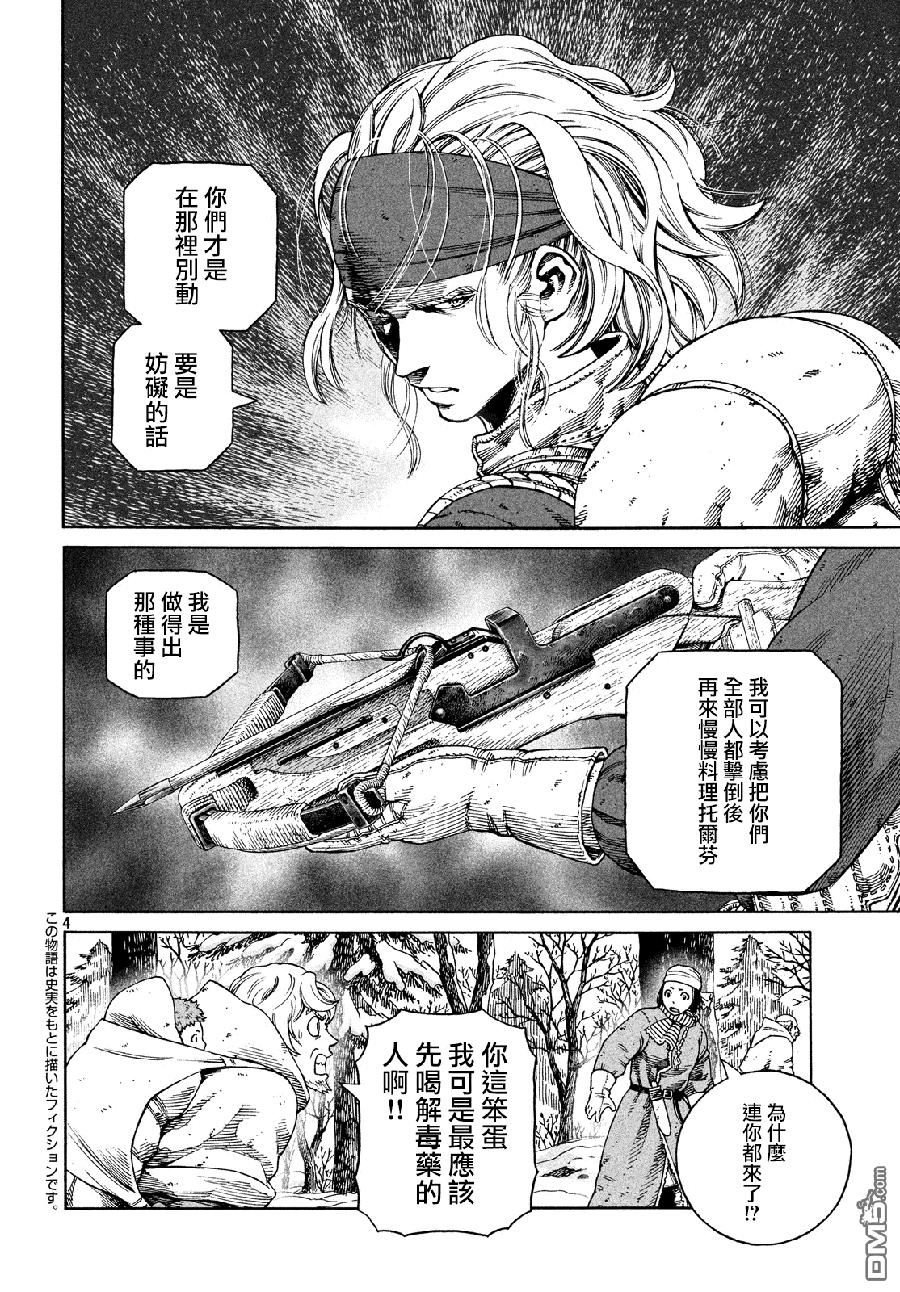 你們才是
在那裡別動
要是
妨礙的話
我可以考慮把你們
全部人都擊倒後
再來慢慢料理托爾芬
我是
做得出
那種事的
為什麼
連你都來了!?
你這笨蛋
我可是最應該
先喝解毒藥的
人啊!!
4
この物語は史実をもとに描いたフィクションです。
DM5.com